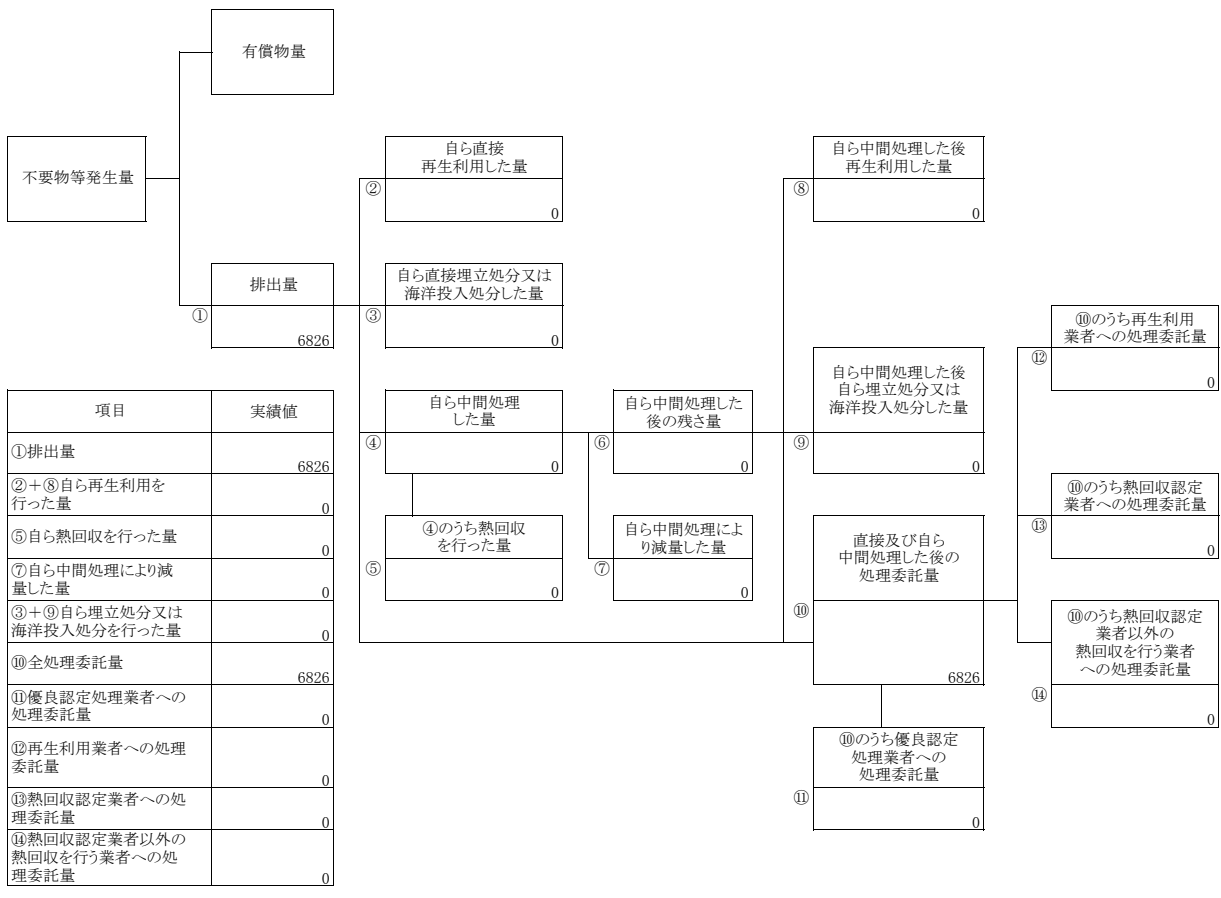 有償物量
不要物等発生量
自ら直接
再生利用した量
②
0
自ら中間処理した後
再生利用した量
⑧
0
排出量
①
6826
自ら直接埋立処分又は
海洋投入処分した量
③
0
自ら中間処理
した量
④
0
自ら中間処理した
後の残さ量
⑥
0
自ら中間処理した後
自ら埋立処分又は
海洋投入処分した量
⑨
0
⑩のうち再生利用
業者への処理委託量
⑫
0
④のうち熱回収
を行った量
⑤
0
自ら中間処理によ
り減量した量
⑦
0
直接及び自ら
中間処理した後の
処理委託量
⑩
6826
⑩のうち熱回収認定
業者への処理委託量
⑬
0
⑩のうち熱回収認定
業者以外の
熱回収を行う業者
への処理委託量
⑭
0
⑩のうち優良認定
処理業者への
処理委託量
⑪
0
項目 実績値
①排出量
6826
②+⑧自ら再生利用を
行った量
0
⑤自ら熱回収を行った量
0
⑦自ら中間処理により減
量した量
0
③+⑨自ら埋立処分又は
海洋投入処分を行った量
0
⑩全処理委託量
6826
⑪優良認定処理業者への
処理委託量
0
⑫再生利用業者への処理
委託量
0
⑬熱回収認定業者への処
理委託量
0
⑭熱回収認定業者以外の
熱回収を行う業者への処
理委託量
0